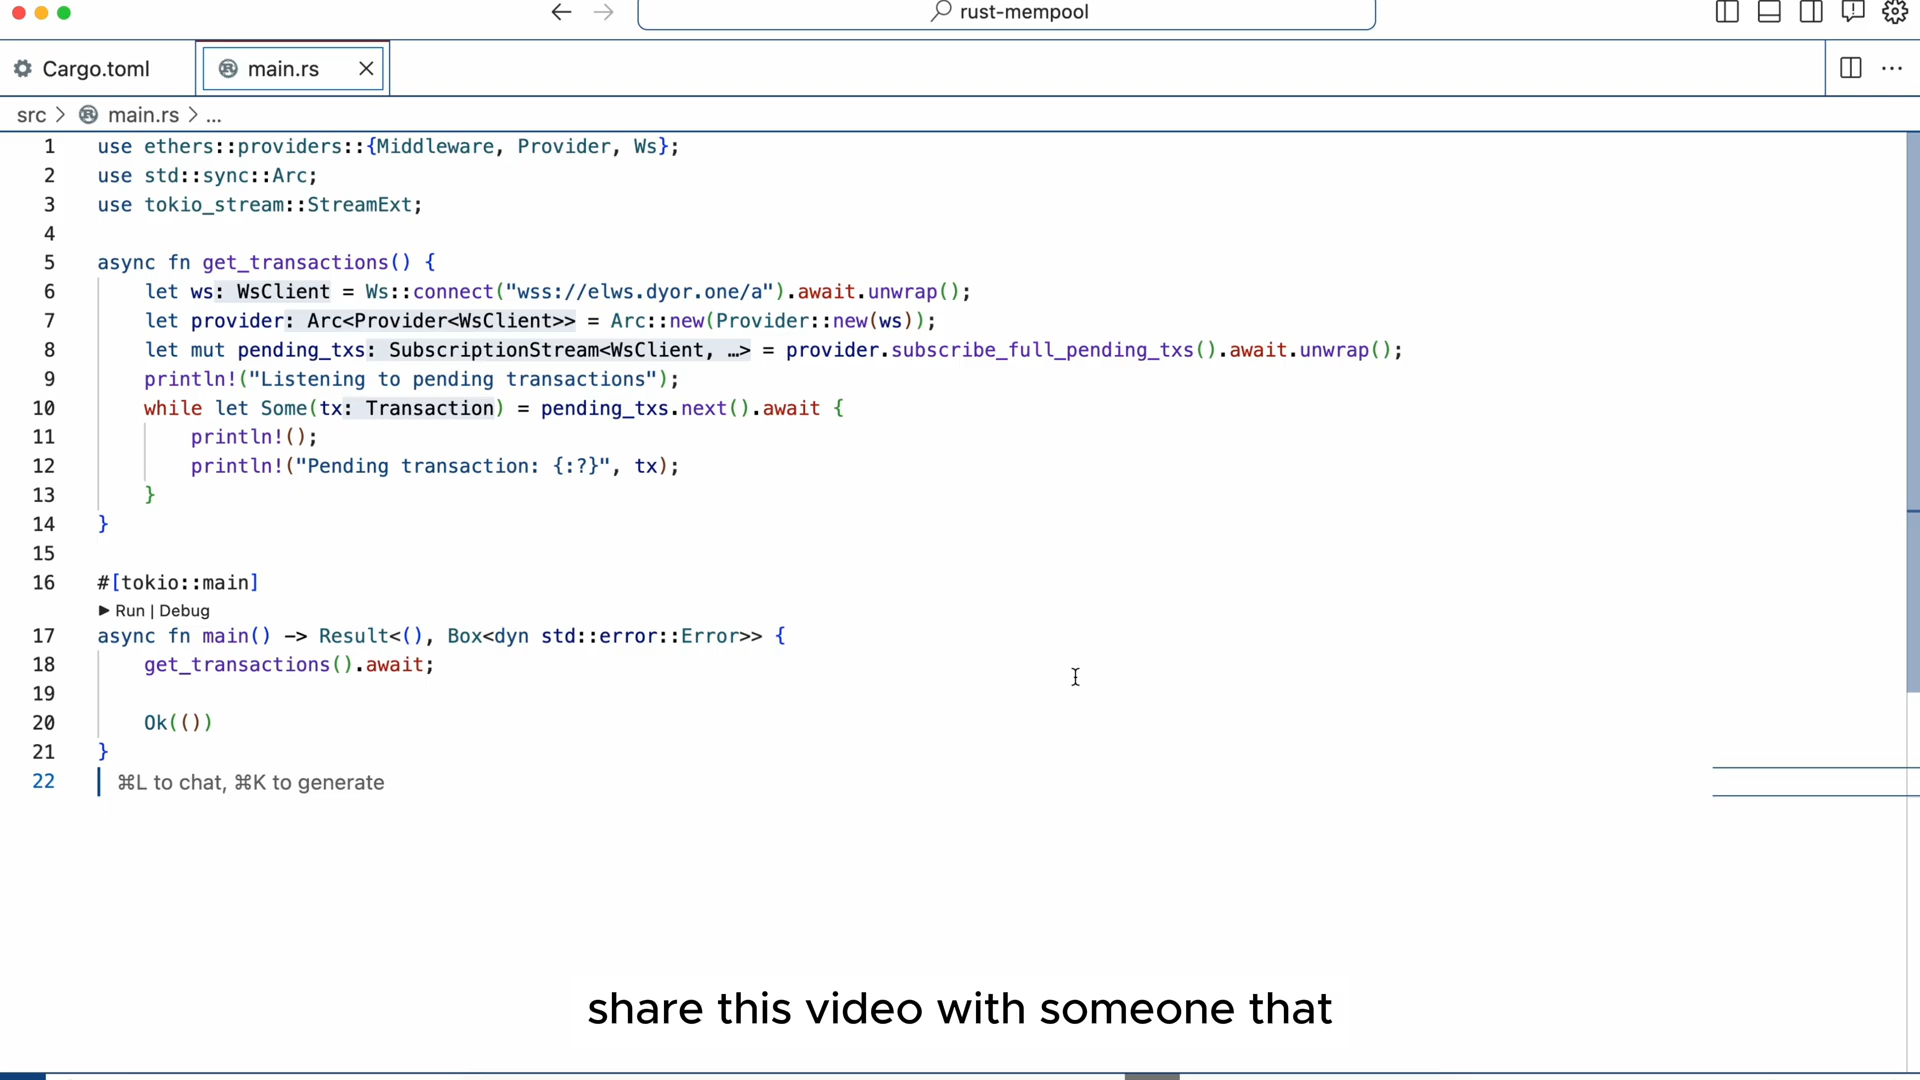 rust-mempool
Cargo.toml
main.rs
src > main.rs > ...
1 use ethers::providers::{Middleware, Provider, Ws};
2 use std::sync::Arc;
3 use tokio_stream::StreamExt;
4
5 async fn get_transactions() {
6 let ws: WsClient = Ws::connect("wss://elws.dyor.one/a").await.unwrap();
7 let provider: Arc<Provider<WsClient>> = Arc::new(Provider::new(ws));
8 let mut pending_txs: SubscriptionStream<WsClient, …> = provider.subscribe_full_pending_txs().await.unwrap();
9 println!("Listening to pending transactions");
10 while let Some(tx: Transaction) = pending_txs.next().await {
11 println!();
12 println!("Pending transaction: {:?}", tx);
13 }
14 }
15
16 #[tokio::main]
▶ Run | Debug
17 async fn main() -> Result<(), Box<dyn std::error::Error>> {
18 get_transactions().await;
19
20 Ok(())
21 }
22 ⌘L to chat, ⌘K to generate
share this video with someone that